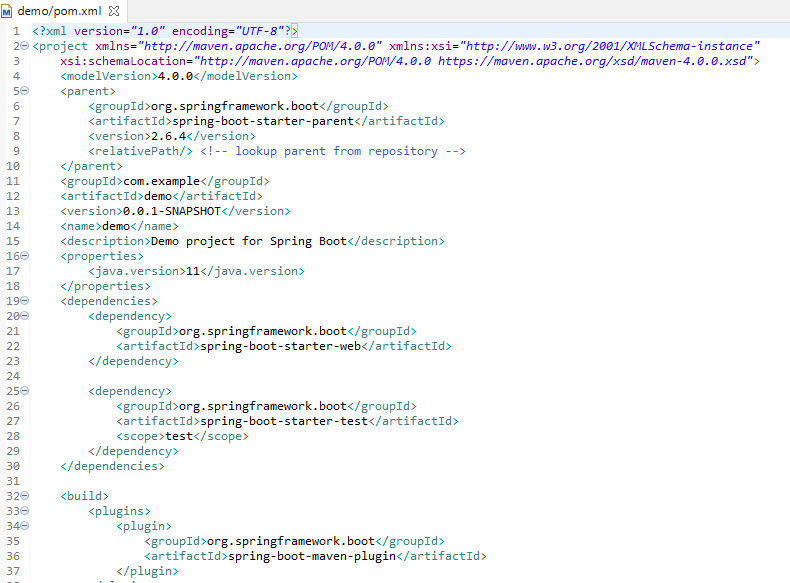 demo/pom.xml
1 <?xml version="1.0" encoding="UTF-8"?>
2 <project xmlns="http://maven.apache.org/POM/4.0.0" xmlns:xsi="http://www.w3.org/2001/XMLSchema-instance"
3     xsi:schemaLocation="http://maven.apache.org/POM/4.0.0 https://maven.apache.org/xsd/maven-4.0.0.xsd">
4     <modelVersion>4.0.0</modelVersion>
5     <parent>
6         <groupId>org.springframework.boot</groupId>
7         <artifactId>spring-boot-starter-parent</artifactId>
8         <version>2.6.4</version>
9         <relativePath/> <!-- lookup parent from repository -->
10     </parent>
11     <groupId>com.example</groupId>
12     <artifactId>demo</artifactId>
13     <version>0.0.1-SNAPSHOT</version>
14     <name>demo</name>
15     <description>Demo project for Spring Boot</description>
16     <properties>
17         <java.version>11</java.version>
18     </properties>
19     <dependencies>
20         <dependency>
21             <groupId>org.springframework.boot</groupId>
22             <artifactId>spring-boot-starter-web</artifactId>
23         </dependency>
24
25         <dependency>
26             <groupId>org.springframework.boot</groupId>
27             <artifactId>spring-boot-starter-test</artifactId>
28             <scope>test</scope>
29         </dependency>
30     </dependencies>
31
32     <build>
33         <plugins>
34             <plugin>
35                 <groupId>org.springframework.boot</groupId>
36                 <artifactId>spring-boot-maven-plugin</artifactId>
37             </plugin>